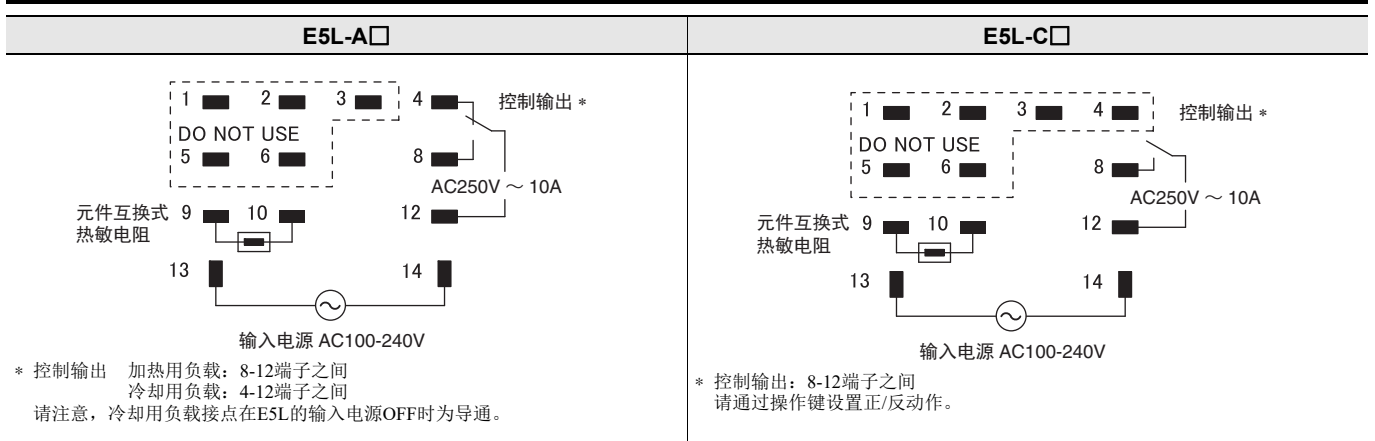 E5L-A□
E5L-C□
1 2 3 4 控制输出 *
DO NOT USE
5 6 8
AC250V ～ 10A
元件互换式 9 10 12
热敏电阻
13 14
输入电源 AC100-240V
* 控制输出 加热用负载：8-12端子之间
冷却用负载：4-12端子之间
请注意，冷却用负载接点在E5L的输入电源OFF时为导通。
1 2 3 4 控制输出 *
DO NOT USE
5 6 8
AC250V ～ 10A
元件互换式 9 10 12
热敏电阻
13 14
输入电源 AC100-240V
* 控制输出：8-12端子之间
请通过操作键设置正/反动作。